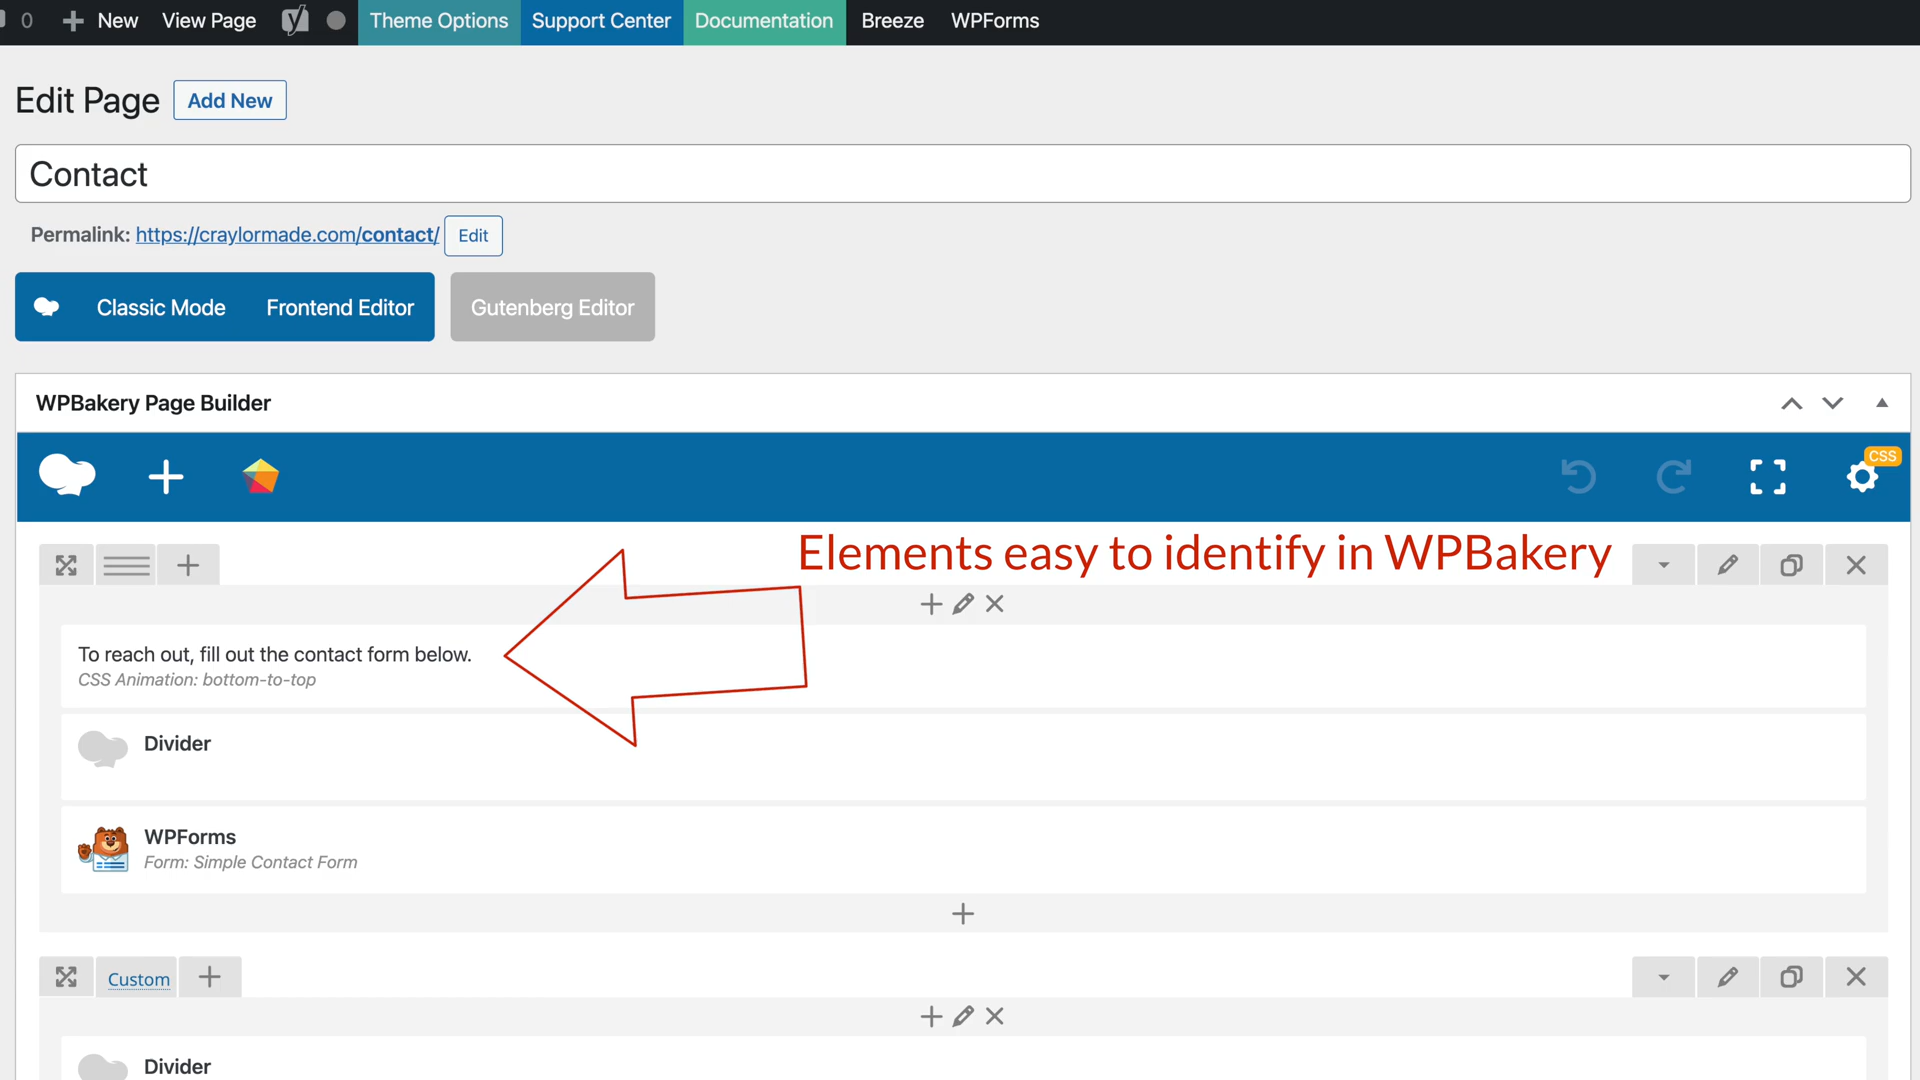 0 New View Page Theme Options Support Center Documentation Breeze WPForms
Edit Page Add New
Contact
Permalink: https://craylormade.com/contact/ Edit
Classic Mode Frontend Editor Gutenberg Editor
WPBakery Page Builder
CSS
Elements easy to identify in WPBakery
To reach out, fill out the contact form below.
CSS Animation: bottom-to-top
Divider
WPForms
Form: Simple Contact Form
Custom
Divider